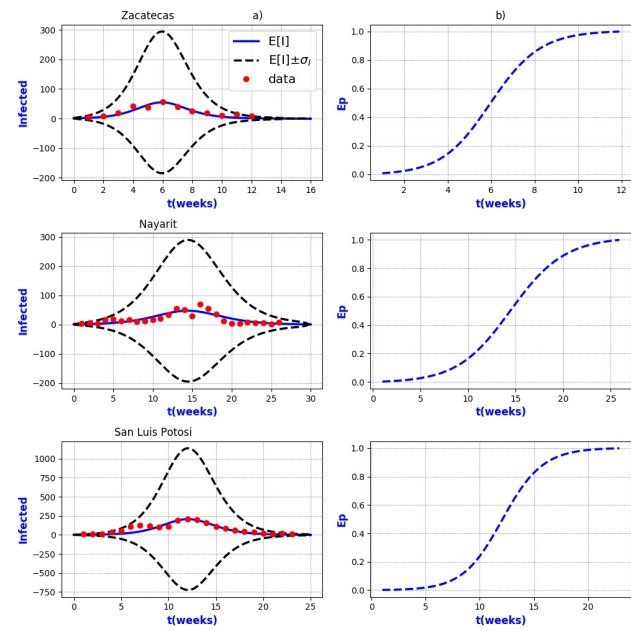 Zacatecas a) b)
300
200
100
0
−100
−200
Infected
E[I]
E[I]±σI
data
0 2 4 6 8 10 12 14 16
t(weeks)
1.0
0.8
0.6
0.4
0.2
0.0
Ep
2 4 6 8 10 12
t(weeks)
Nayarit
300
200
100
0
−100
−200
Infected
0 5 10 15 20 25 30
t(weeks)
1.0
0.8
0.6
0.4
0.2
0.0
Ep
0 5 10 15 20 25
t(weeks)
San Luis Potosi
1000
750
500
250
0
−250
−500
−750
Infected
0 5 10 15 20 25
t(weeks)
1.0
0.8
0.6
0.4
0.2
0.0
Ep
0 5 10 15 20
t(weeks)